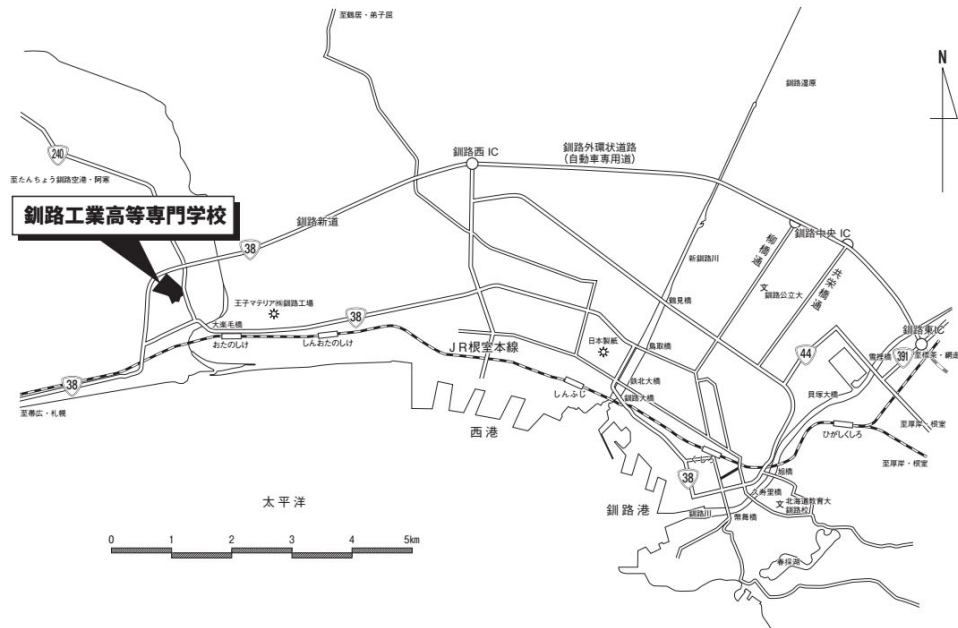 至鶴居・弟子屈
釧路湿原
N
240
釧路西 IC
釧路外環状道路
(自動車専用道)
至たんちょう釧路空港・阿寒
釧路工業高等専門学校
釧路新道
38
柳橋通
釧路中央 IC
新釧路川
共栄橋通
文
釧路公立大
鶴見橋
王子マテリア㈱釧路工場
38
大楽毛橋
おたのしけ
しんおたのしけ
JR根室本線
日本製紙
鳥取橋
44
釧路東IC
391
至標茶・網走
38
至帯広・札幌
しんふじ
鉄北大橋
釧路大橋
貝塚大橋
西港
ひがしくしろ
至厚岸・根室
至厚岸・根室
くしろ
38
旭橋
太平洋
釧路港
久寿里橋
文
北海道教育大
釧路校
釧路川
幣舞橋
春採湖
0 1 2 3 4 5km